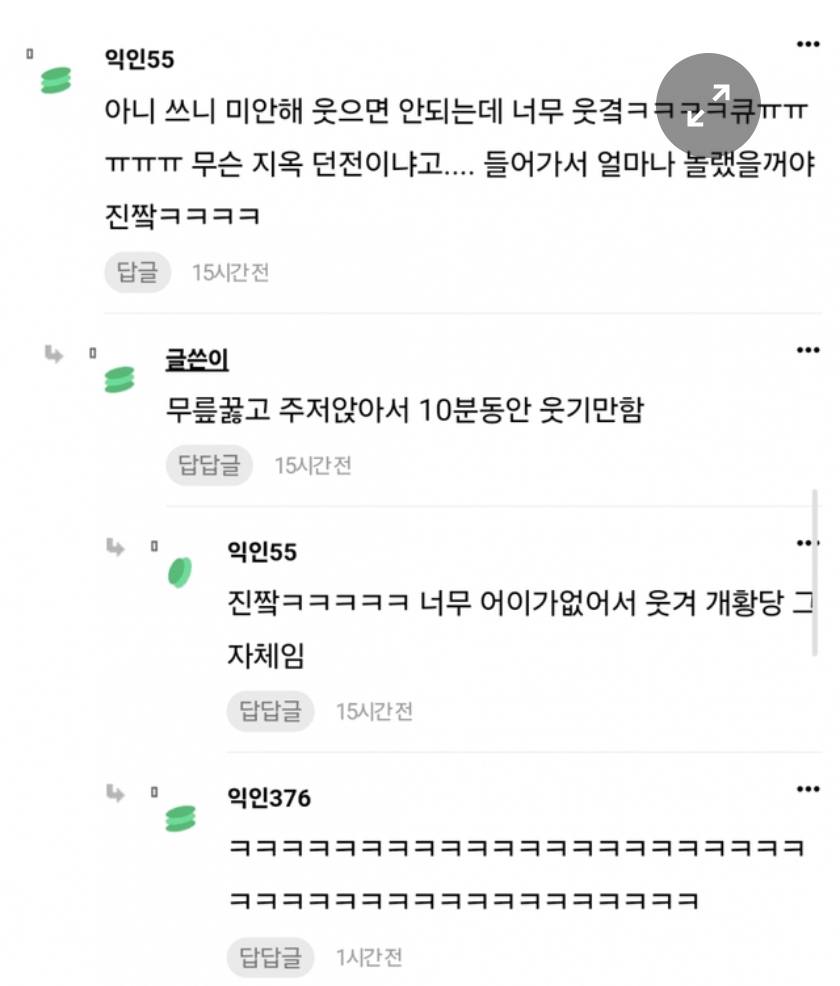 익인55
아니 쓰니 미안해 웃으면 안되는데 너무 웃겤ㅋㅋㅋㅋ큐ㅠㅠ
ㅠㅠㅠ 무슨 지옥 던전이냐고.... 들어가서 얼마나 놀랬을꺼야
진짴ㅋㅋㅋㅋ
답글 15시간 전
글쓴이
무릎꿇고 주저앉아서 10분동안 웃기만함
답답글 15시간 전
익인55
진짴ㅋㅋㅋㅋㅋ 너무 어이가없어서 웃겨 개황당 그
자체임
답답글 15시간 전
익인376
ㅋㅋㅋㅋㅋㅋㅋㅋㅋㅋㅋㅋㅋㅋㅋㅋㅋㅋㅋㅋㅋㅋ
ㅋㅋㅋㅋㅋㅋㅋㅋㅋㅋㅋㅋㅋㅋㅋㅋㅋㅋ
답답글 1시간 전